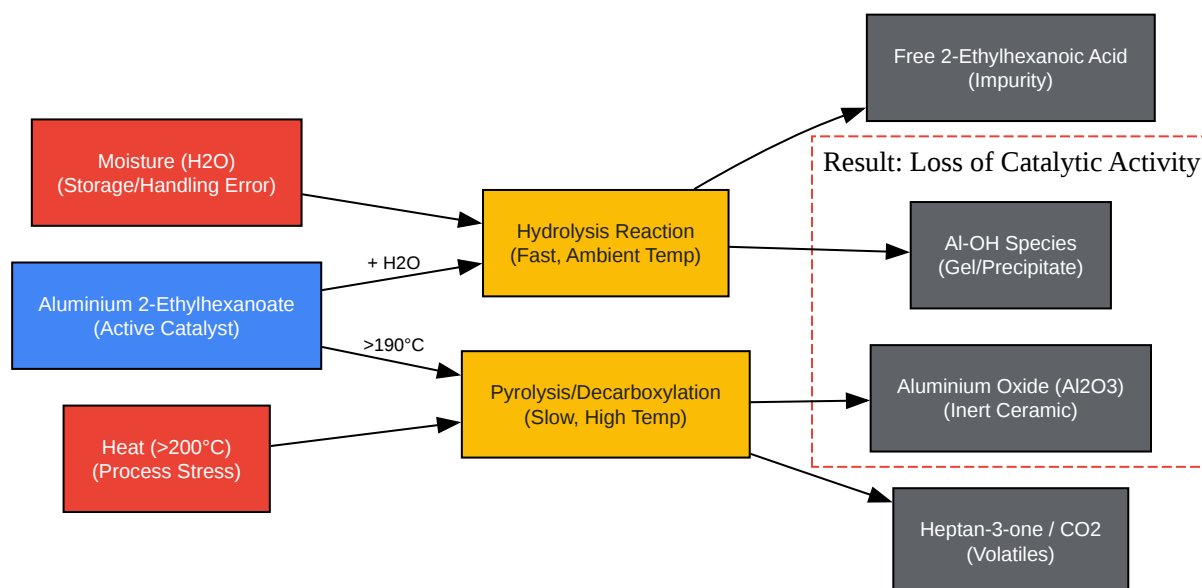 Free 2-Ethylhexanoic Acid
(Impurity)
Moisture (H2O)
(Storage/Handling Error)
Result: Loss of Catalytic Activity
Hydrolysis Reaction
(Fast, Ambient Temp)
Al-OH Species
(Gel/Precipitate)
+ H2O
Aluminium 2-Ethylhexanoate
(Active Catalyst)
>190°C
Pyrolysis/Decarboxylation
(Slow, High Temp)
Aluminium Oxide (Al2O3)
(Inert Ceramic)
Heat (>200°C)
(Process Stress)
Heptan-3-one / CO2
(Volatiles)